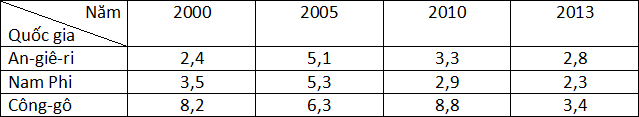 Năm 2000 2005 2010 2013
Quốc gia
An-giê-ri 2,4 5,1 3,3 2,8
Nam Phi 3,5 5,3 2,9 2,3
Công-gô 8,2 6,3 8,8 3,4